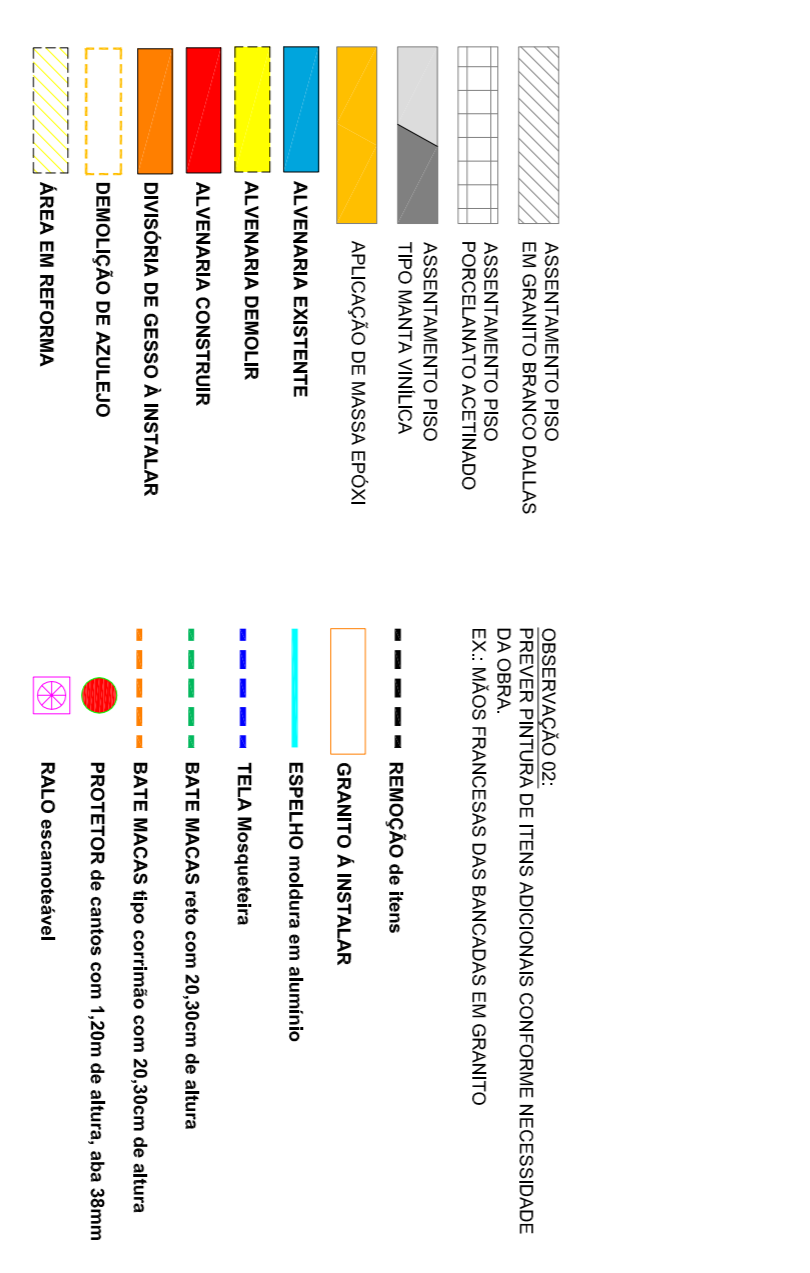 ASSENTAMENTO PISO
EM GRANITO BRANCO DALLAS
ASSENTAMENTO PISO
PORCELANATO ACETINADO
ASSENTAMENTO PISO
TIPO MANTA VINÍLICA
APLICAÇÃO DE MASSA EPÓXI
ALVENARIA EXISTENTE
ALVENARIA DEMOLIR
ALVENARIA CONSTRUIR
DIVISÓRIA DE GESSO À INSTALAR
DEMOLIÇÃO DE AZULEJO
ÁREA EM REFORMA
OBSERVAÇÃO 02:
PREVER PINTURA DE ITENS ADICIONAIS CONFORME NECESSIDADE
DA OBRA.
EX.: MÃOS FRANCESAS DAS BANCADAS EM GRANITO
REMOÇÃO de itens
GRANITO Á INSTALAR
ESPELHO moldura em alumínio
TELA Mosqueteira
BATE MACAS reto com 20,30cm de altura
BATE MACAS tipo corrimão com 20,30cm de altura
PROTETOR de cantos com 1,20m de altura, aba 38mm
RALO escamoteável